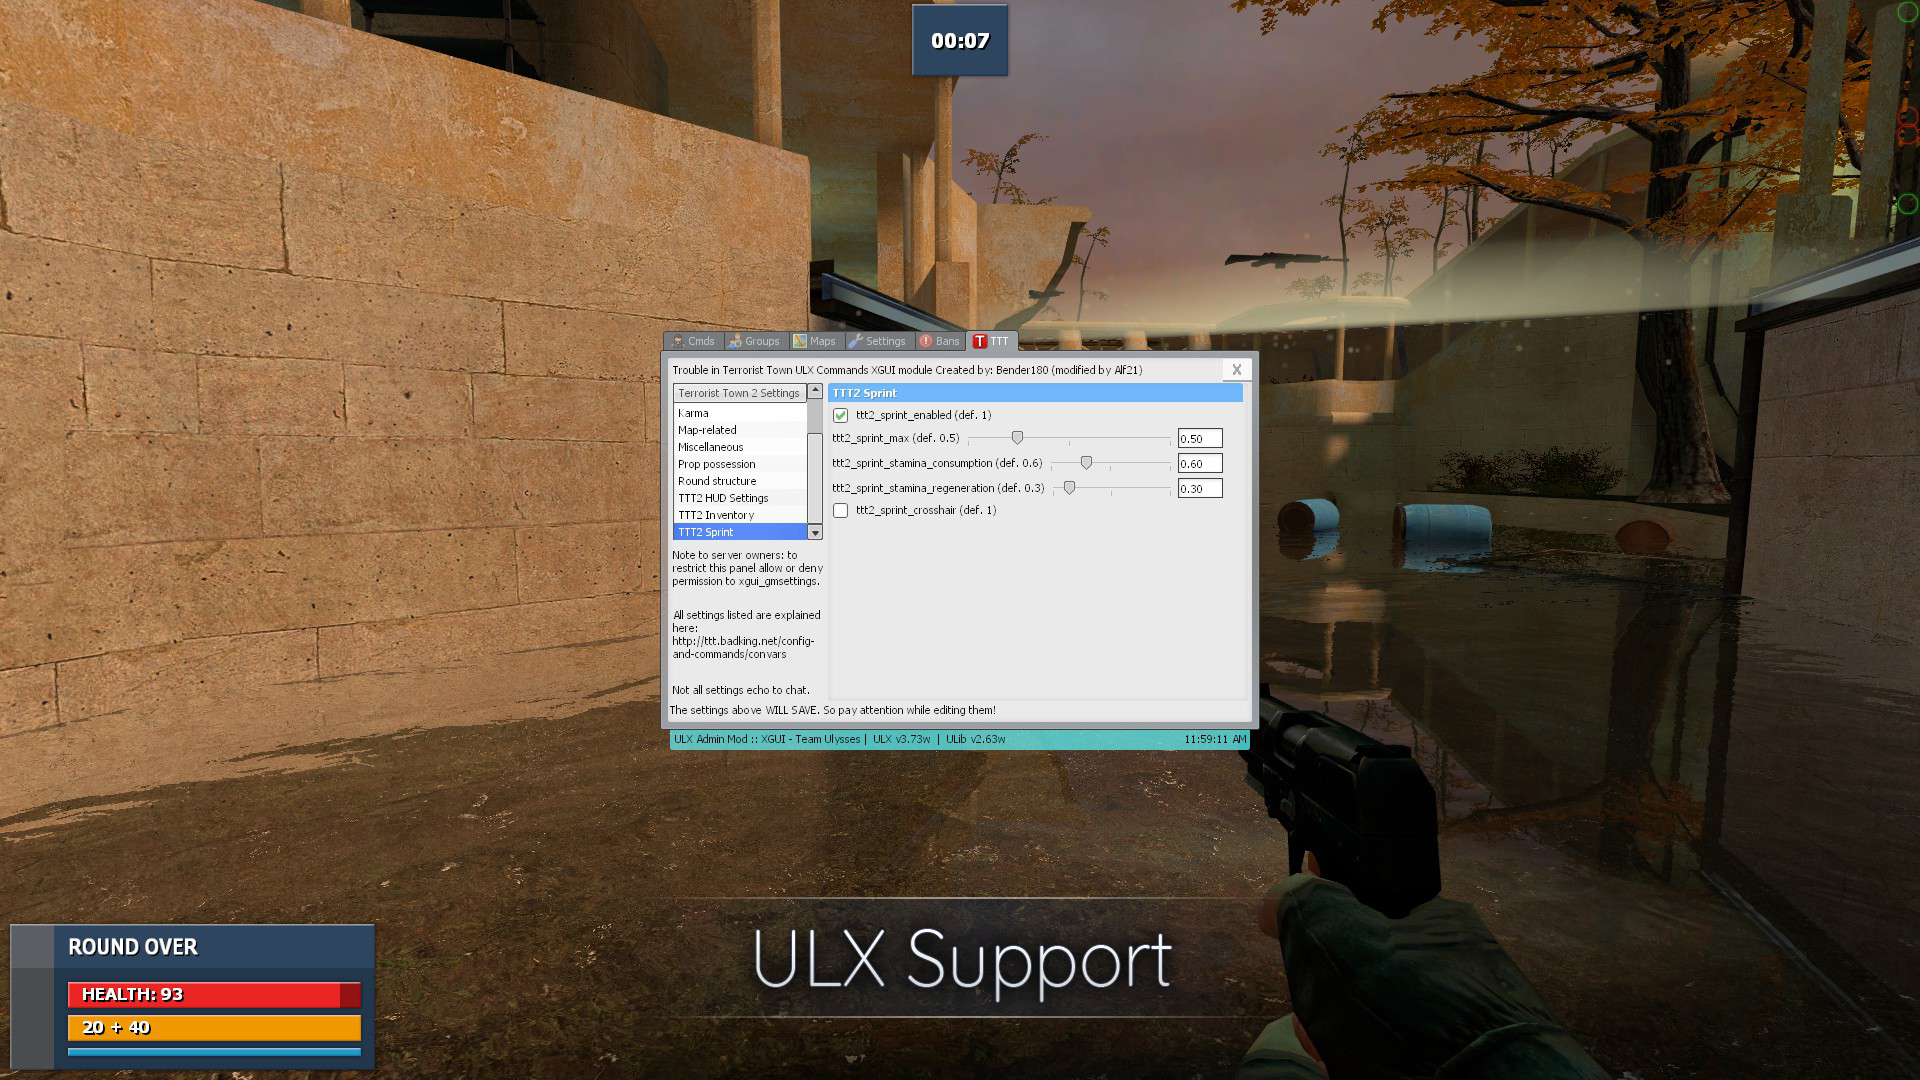 00:07
Cmds Groups Maps Settings Bans TTT
Trouble in Terrorist Town ULX Commands XGUI module Created by: Bender180 (modified by Alf21) X
Terrorist Town 2 Settings
Karma
Map-related
Miscellaneous
Prop possession
Round structure
TTT2 HUD Settings
TTT2 Inventory
TTT2 Sprint
Note to server owners: to
restrict this panel allow or deny
permission to xgui_gmsettings.
All settings listed are explained
here:
http://ttt.badking.net/config-
and-commands/convars
Not all settings echo to chat.
TTT2 Sprint
ttt2_sprint_enabled (def. 1)
ttt2_sprint_max (def. 0.5) 0.50
ttt2_sprint_stamina_consumption (def. 0.6) 0.60
ttt2_sprint_stamina_regeneration (def. 0.3) 0.30
ttt2_sprint_crosshair (def. 1)
The settings above WILL SAVE. So pay attention while editing them!
ULX Admin Mod :: XGUI - Team Ulysses | ULX v3.73w | ULib v2.63w 11:59:11 AM
ULX Support
ROUND OVER
HEALTH: 93
20 + 40